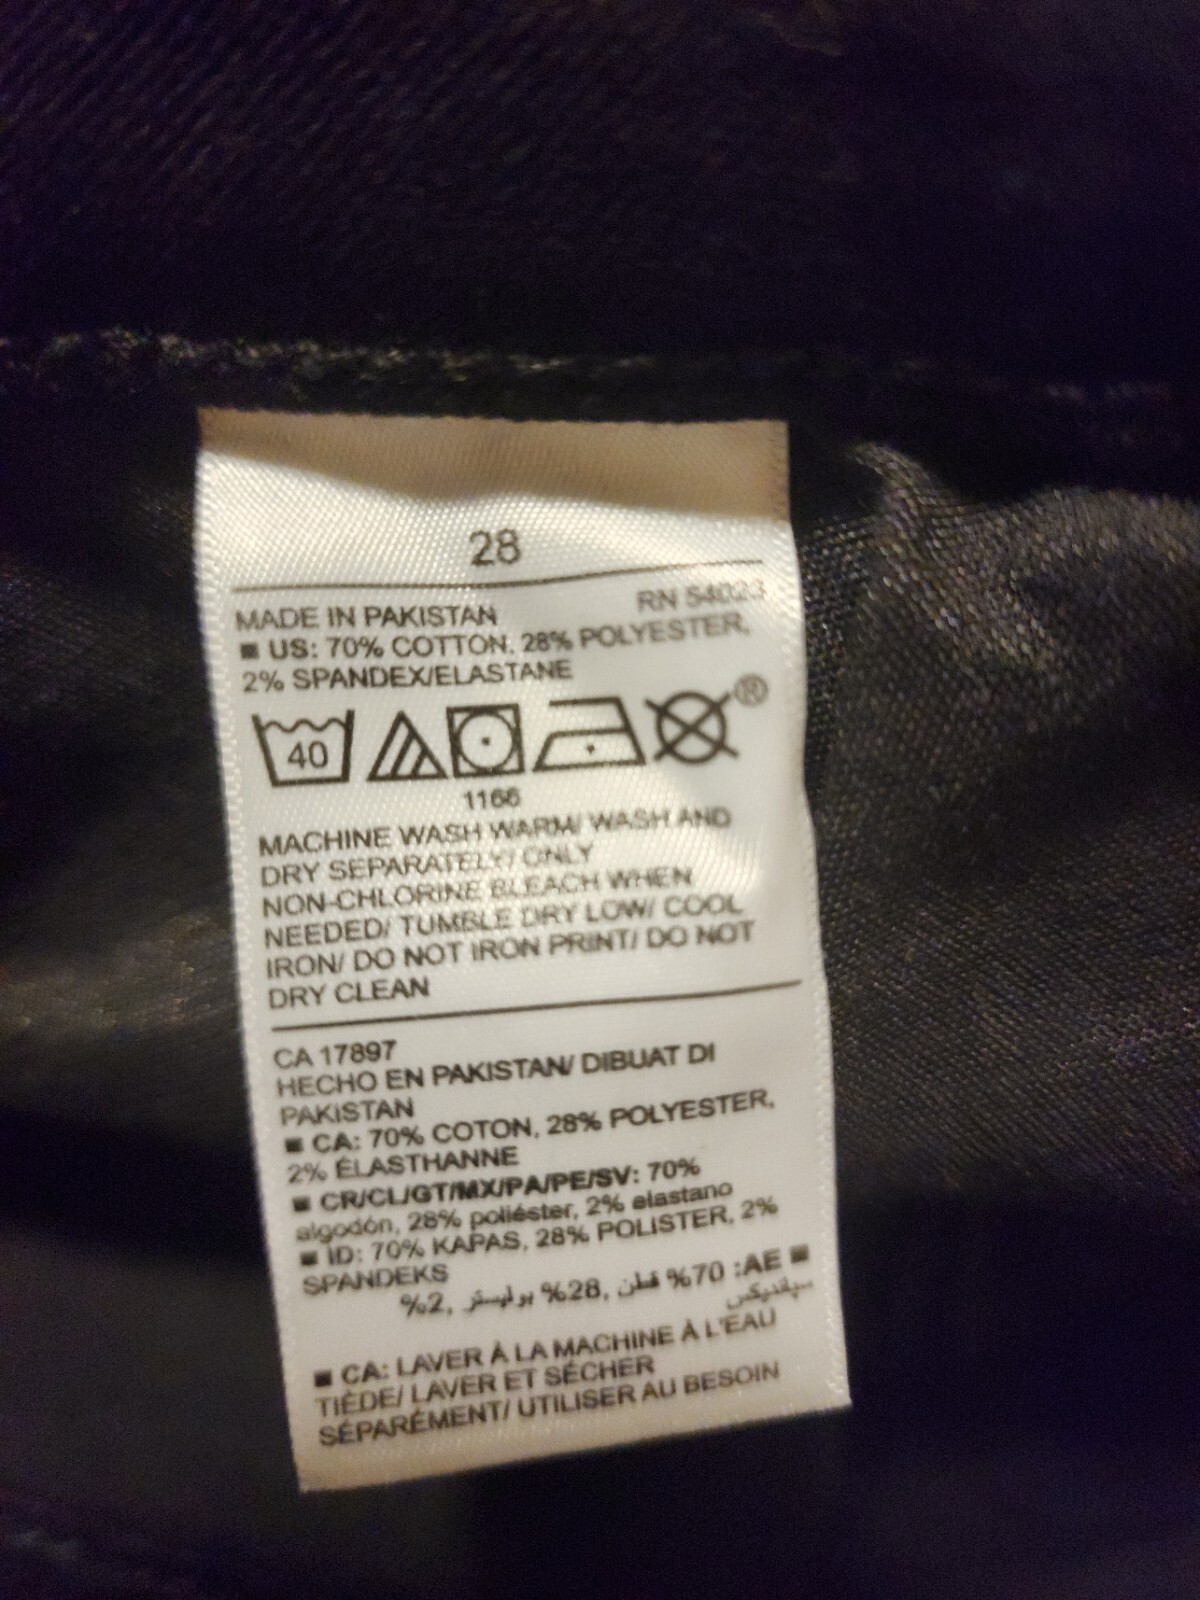 28
MADE IN PAKISTAN RN 54023
■ US: 70% COTTON, 28% POLYESTER,
2% SPANDEX/ELASTANE
40 ®
1166
MACHINE WASH WARM/ WASH AND
DRY SEPARATELY/ ONLY
NON-CHLORINE BLEACH WHEN
NEEDED/ TUMBLE DRY LOW/ COOL
IRON/ DO NOT IRON PRINT/ DO NOT
DRY CLEAN
CA 17897
HECHO EN PAKISTAN/ DIBUAT DI
PAKISTAN
■ CA: 70% COTON, 28% POLYESTER,
2% ÉLASTHANNE
■ CR/CL/GT/MX/PA/PE/SV: 70%
algodón, 28% poliéster, 2% elastano
■ ID: 70% KAPAS, 28% POLISTER, 2%
SPANDEKS
■ AE: 70% قطن, 28% بوليستر, 2%
سپانديكس
■ CA: LAVER À LA MACHINE À L'EAU
TIÈDE/ LAVER ET SÉCHER
SÉPARÉMENT/ UTILISER AU BESOIN